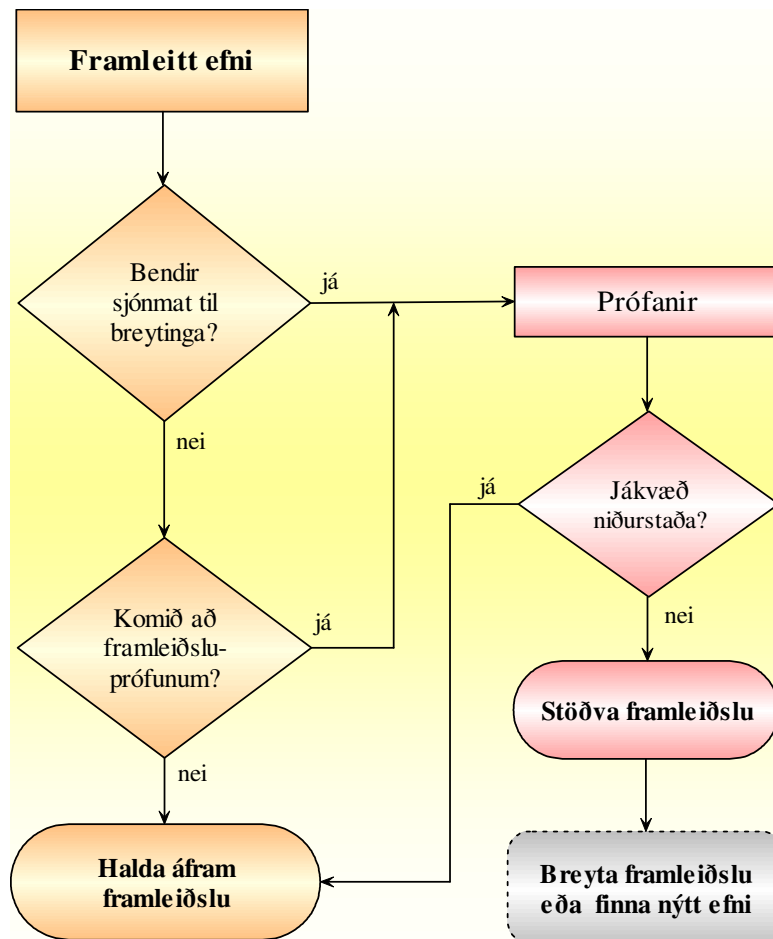 Framleitt efni
Bendir
sjónmat til
breytinga?
já
nei
Prófanir
Jákvæð
niðurstaða?
já
nei
Komið að
framleiðslu-
prófunum?
já
nei
Stöðva framleiðslu
Halda áfram
framleiðslu
Breyta framleiðslu
eða finna nýtt efni